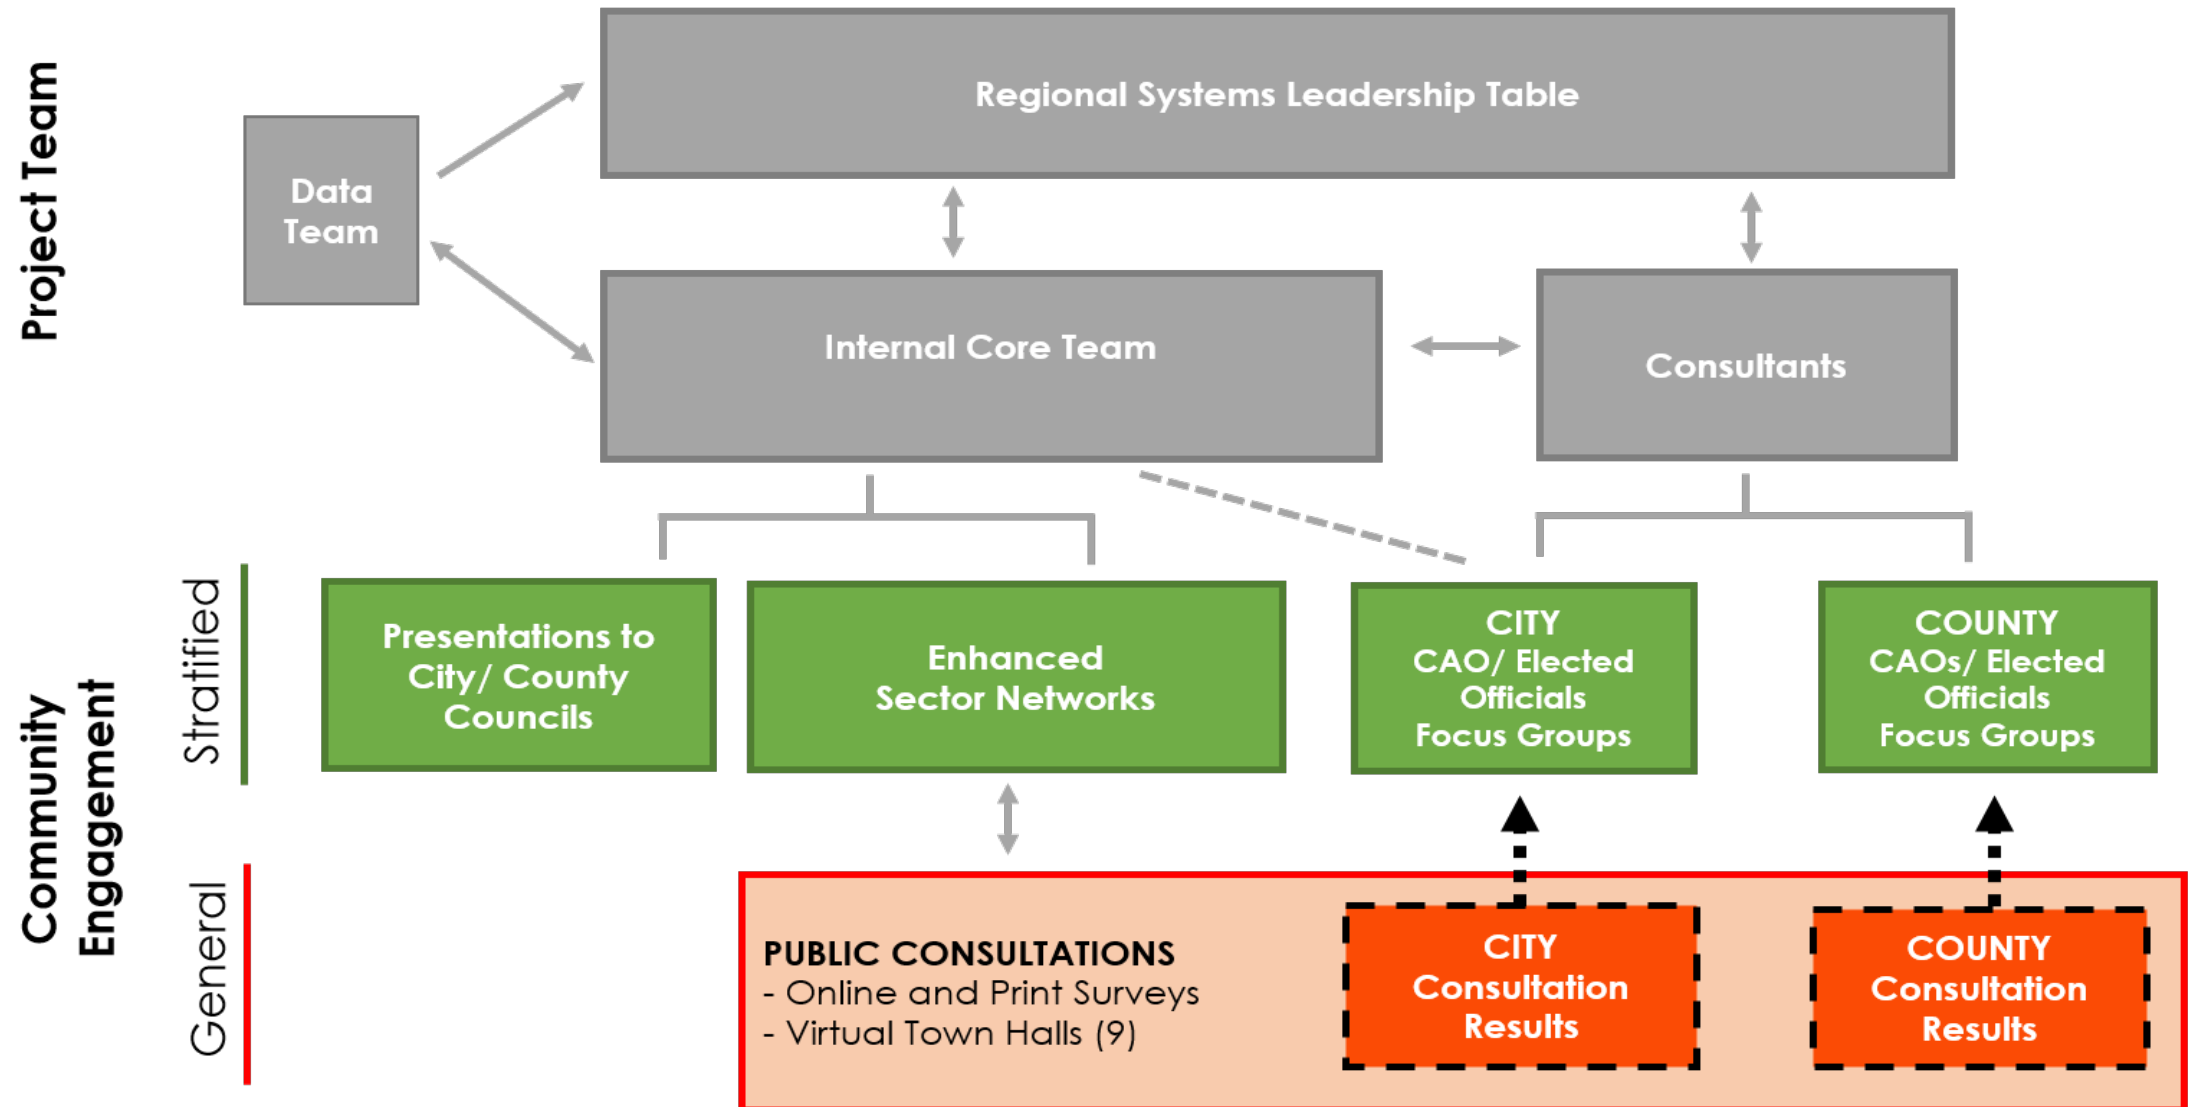 Project Team
Regional Systems Leadership Table
Data
Team
Internal Core Team
Consultants
Community
Engagement
Stratified
Presentations to
City/ County
Councils
Enhanced
Sector Networks
CITY
CAO/ Elected
Officials
Focus Groups
COUNTY
CAOs/ Elected
Officials
Focus Groups
General
PUBLIC CONSULTATIONS
- Online and Print Surveys
- Virtual Town Halls (9)
CITY
Consultation
Results
COUNTY
Consultation
Results